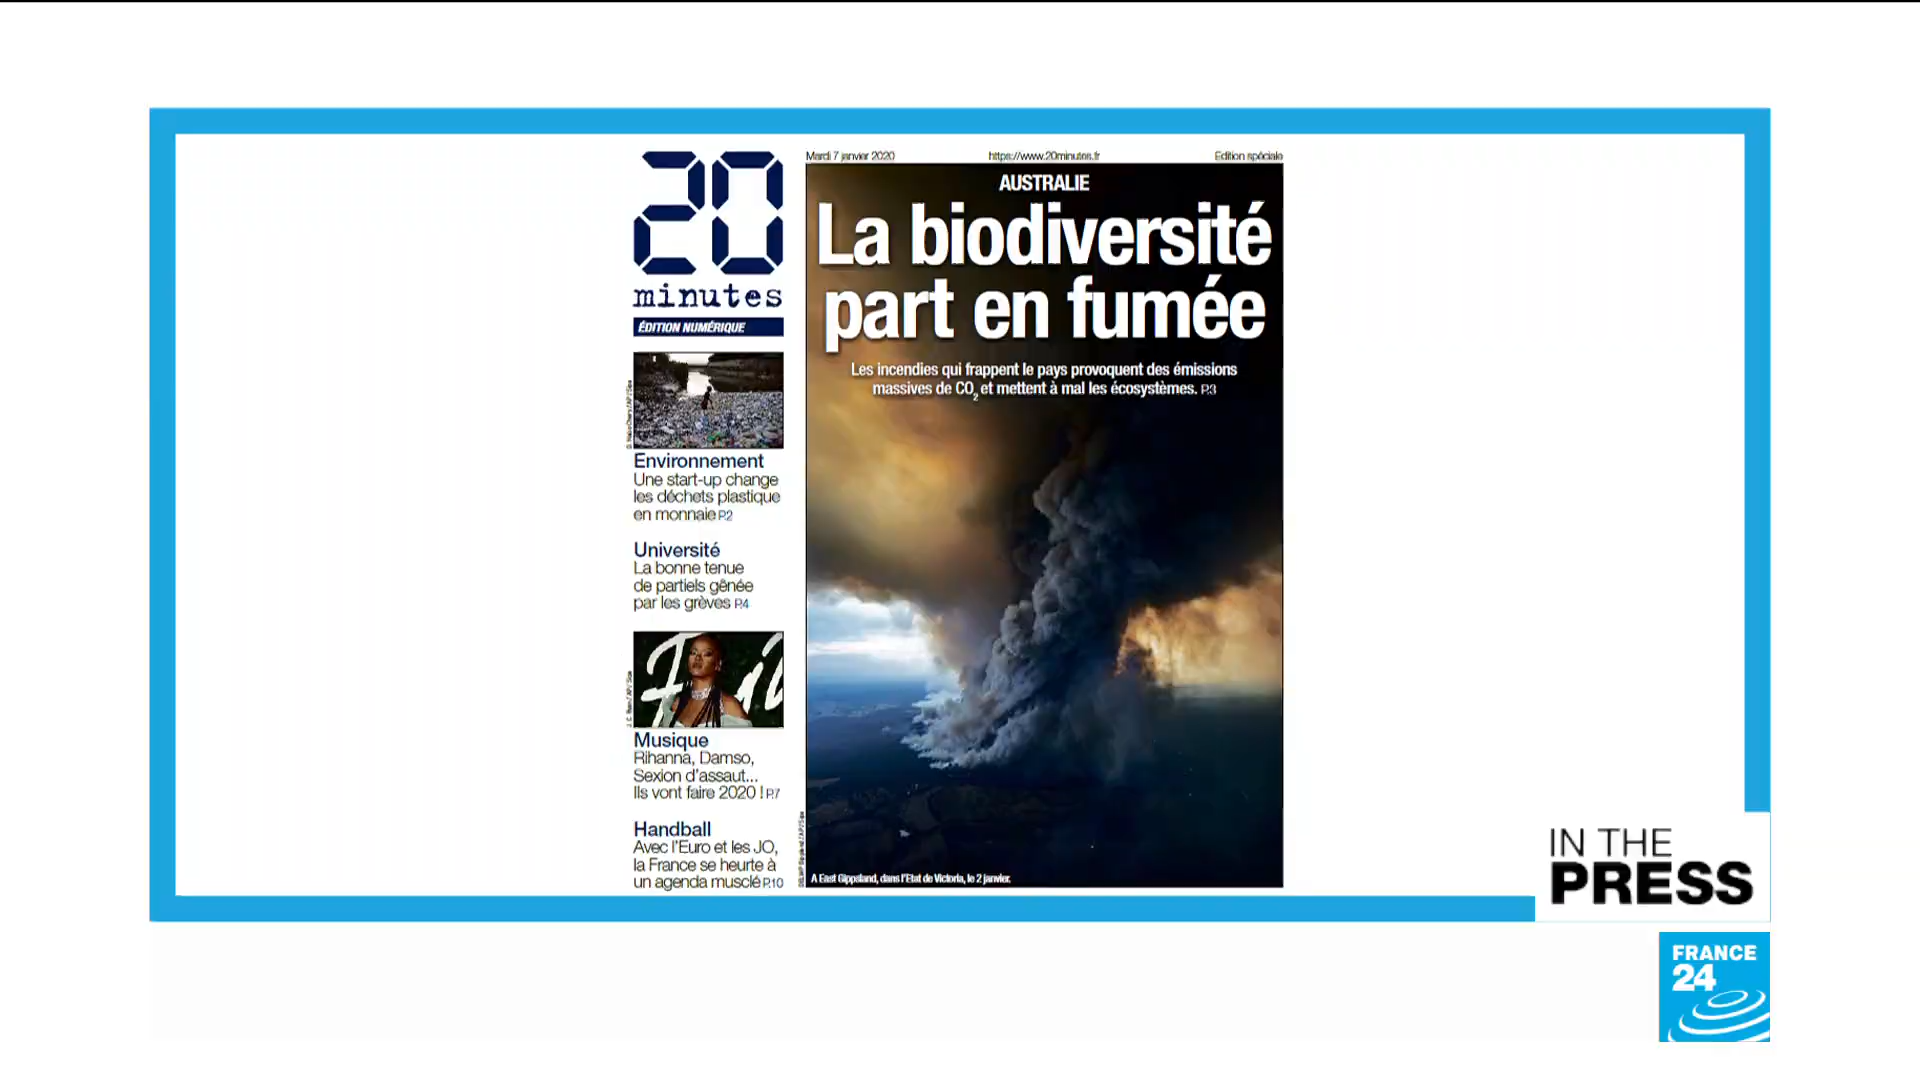 20
minutes
ÉDITION NUMÉRIQUE
Environnement
Une start-up change
les déchets plastique
en monnaie P.2
Université
La bonne tenue
de partiels gênée
par les grèves P.4
Musique
Rihanna, Damso,
Sexion d'assaut...
Ils vont faire 2020 ! P.7
Handball
Avec l'Euro et les JO,
la France se heurte à
un agenda musclé P.10
Mardi 7 janvier 2020 https://www.20minutes.fr Edition spéciale
AUSTRALIE
La biodiversité
part en fumée
Les incendies qui frappent le pays provoquent des émissions
massives de CO2 et mettent à mal les écosystèmes. P.3
A East Gippsland, dans l'Etat de Victoria, le 2 janvier.
IN THE
PRESS
FRANCE
24